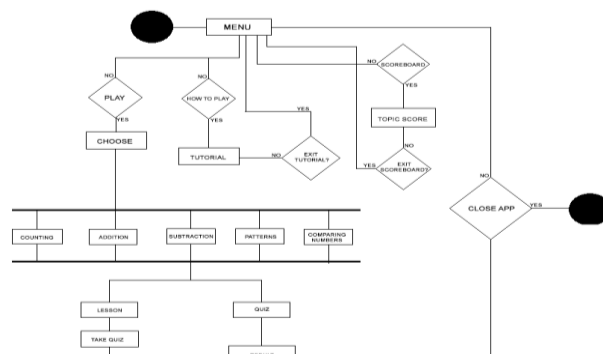 MENU
NO
SCOREBOARD
NO
NO
PLAY
HOW TO PLAY
YES
YES
YES
YES
TOPIC SCORE
CHOOSE
NO
TUTORIAL
NO
EXIT
TUTORIAL?
YES
EXIT
SCOREBOARD?
NO
CLOSE APP
YES
COUNTING
ADDITION
SUBTRACTION
PATTERNS
COMPARING
NUMBERS
LESSON
QUIZ
TAKE QUIZ